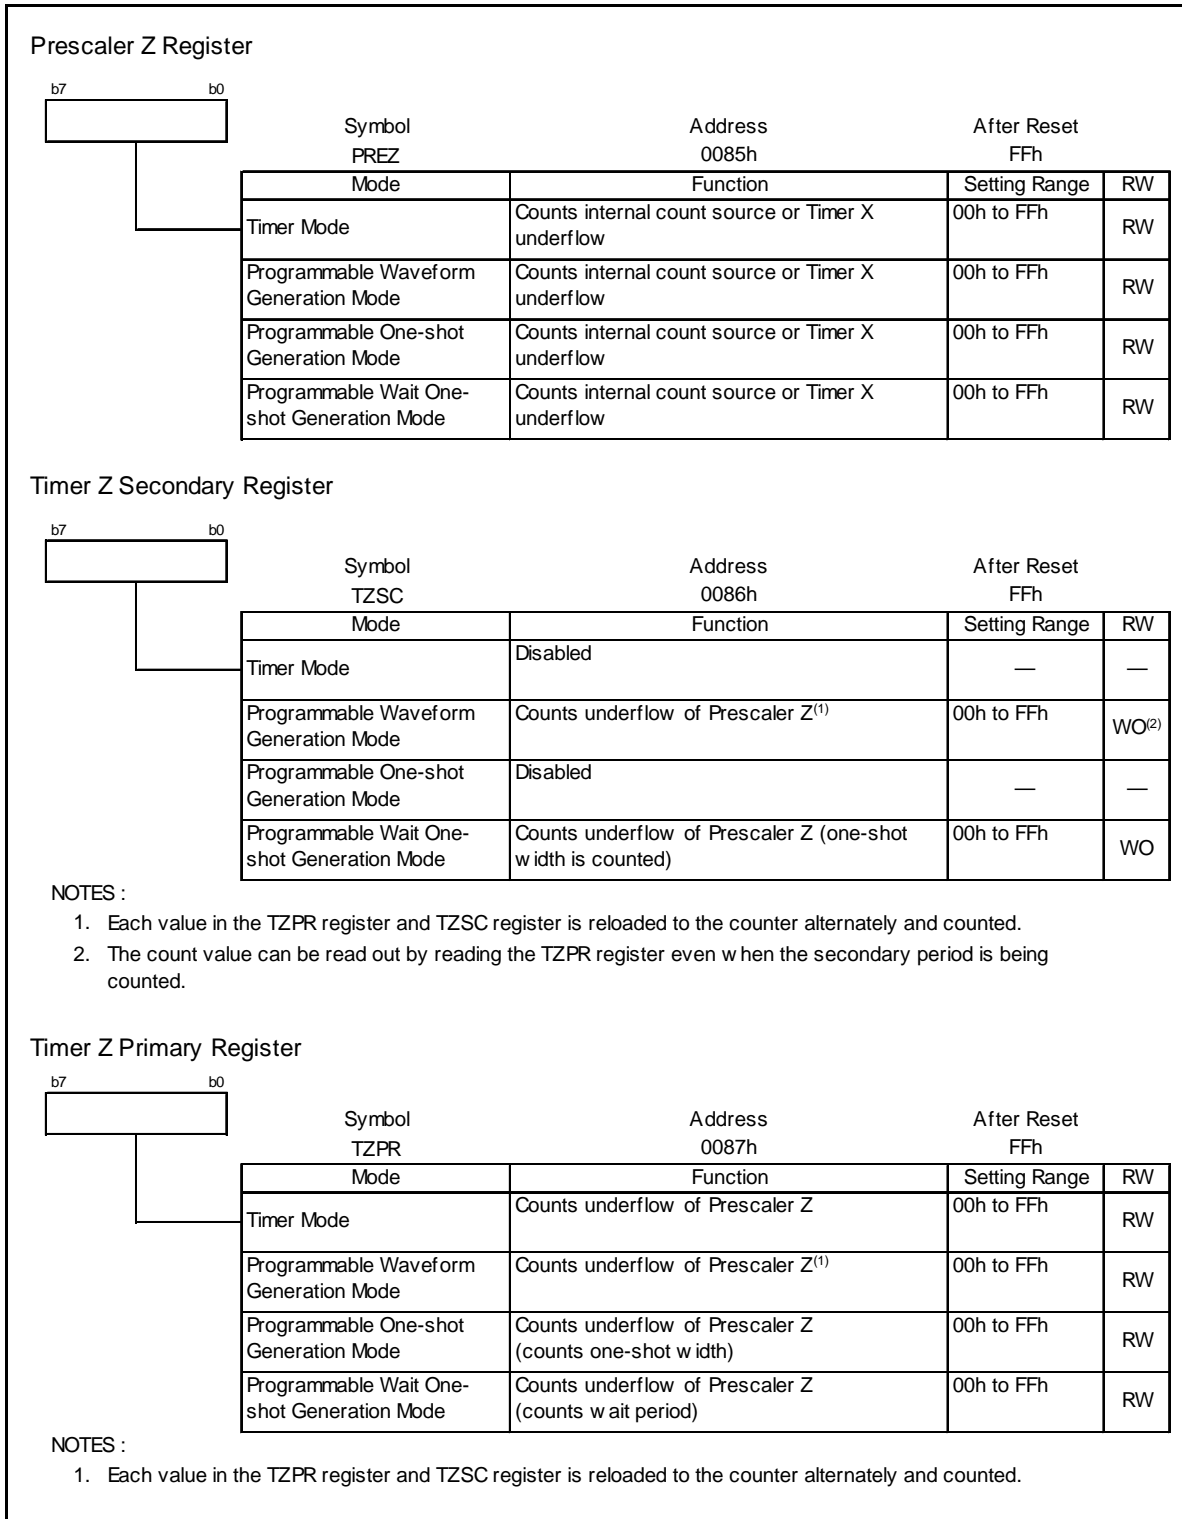 Prescaler Z Register
b7 b0
Symbol Address After Reset
PREZ 0085h FFh
Mode Function Setting Range RW
Timer Mode Counts internal count source or Timer X underflow 00h to FFh RW
Programmable Waveform Generation Mode Counts internal count source or Timer X underflow 00h to FFh RW
Programmable One-shot Generation Mode Counts internal count source or Timer X underflow 00h to FFh RW
Programmable Wait One-shot Generation Mode Counts internal count source or Timer X underflow 00h to FFh RW
Timer Z Secondary Register
b7 b0
Symbol Address After Reset
TZSC 0086h FFh
Mode Function Setting Range RW
Timer Mode Disabled — —
Programmable Waveform Generation Mode Counts underflow of Prescaler Z(1) 00h to FFh WO(2)
Programmable One-shot Generation Mode Disabled — —
Programmable Wait One-shot Generation Mode Counts underflow of Prescaler Z (one-shot width is counted) 00h to FFh WO
NOTES :
1. Each value in the TZPR register and TZSC register is reloaded to the counter alternately and counted.
2. The count value can be read out by reading the TZPR register even when the secondary period is being
counted.
Timer Z Primary Register
b7 b0
Symbol Address After Reset
TZPR 0087h FFh
Mode Function Setting Range RW
Timer Mode Counts underflow of Prescaler Z 00h to FFh RW
Programmable Waveform Generation Mode Counts underflow of Prescaler Z(1) 00h to FFh RW
Programmable One-shot Generation Mode Counts underflow of Prescaler Z (counts one-shot width) 00h to FFh RW
Programmable Wait One-shot Generation Mode Counts underflow of Prescaler Z (counts wait period) 00h to FFh RW
NOTES :
1. Each value in the TZPR register and TZSC register is reloaded to the counter alternately and counted.